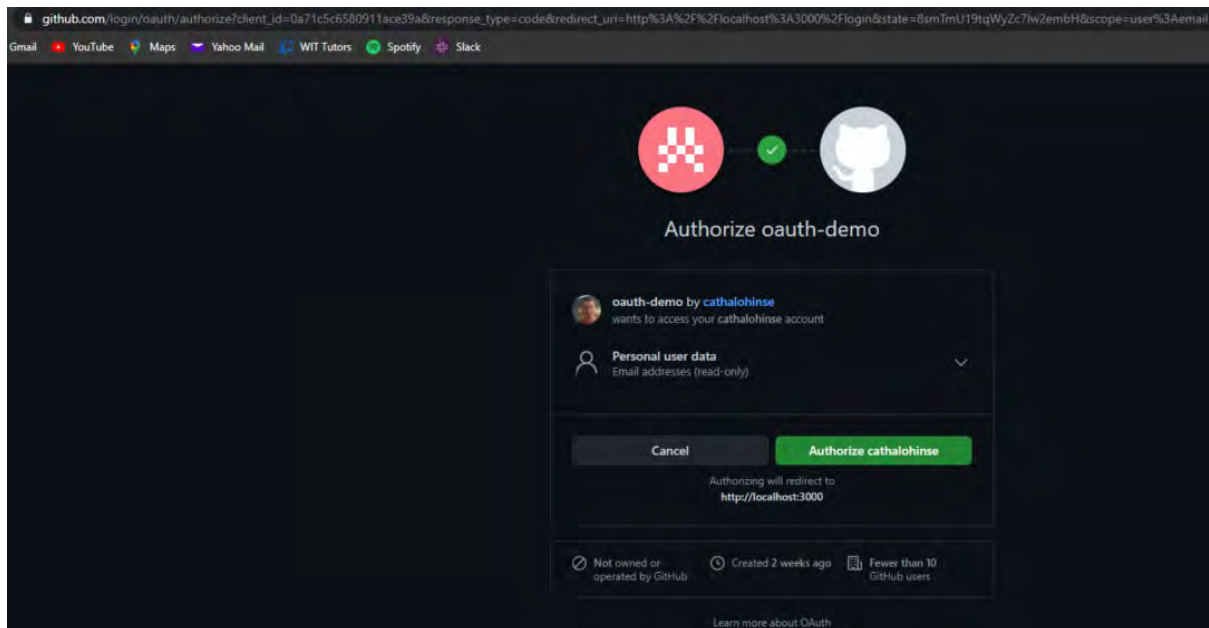 github.com/login/oauth/authorize?client_id=0a71c5c6580911ace39a&response_type=code&redirect_uri=http%3A%2F%2Flocalhost%3A3000%2Flogin&state=8smTmU19tqWyZc7lw2embH&scope=user%3Aemail
Gmail YouTube Maps Yahoo Mail WIT Tutors Spotify Slack
Authorize oauth-demo
oauth-demo by cathalohinse
wants to access your cathalohinse account
Personal user data
Email addresses (read-only)
Cancel Authorize cathalohinse
Authorizing will redirect to
http://localhost:3000
Not owned or Created 2 weeks ago Fewer than 10
operated by GitHub GitHub users
Learn more about OAuth